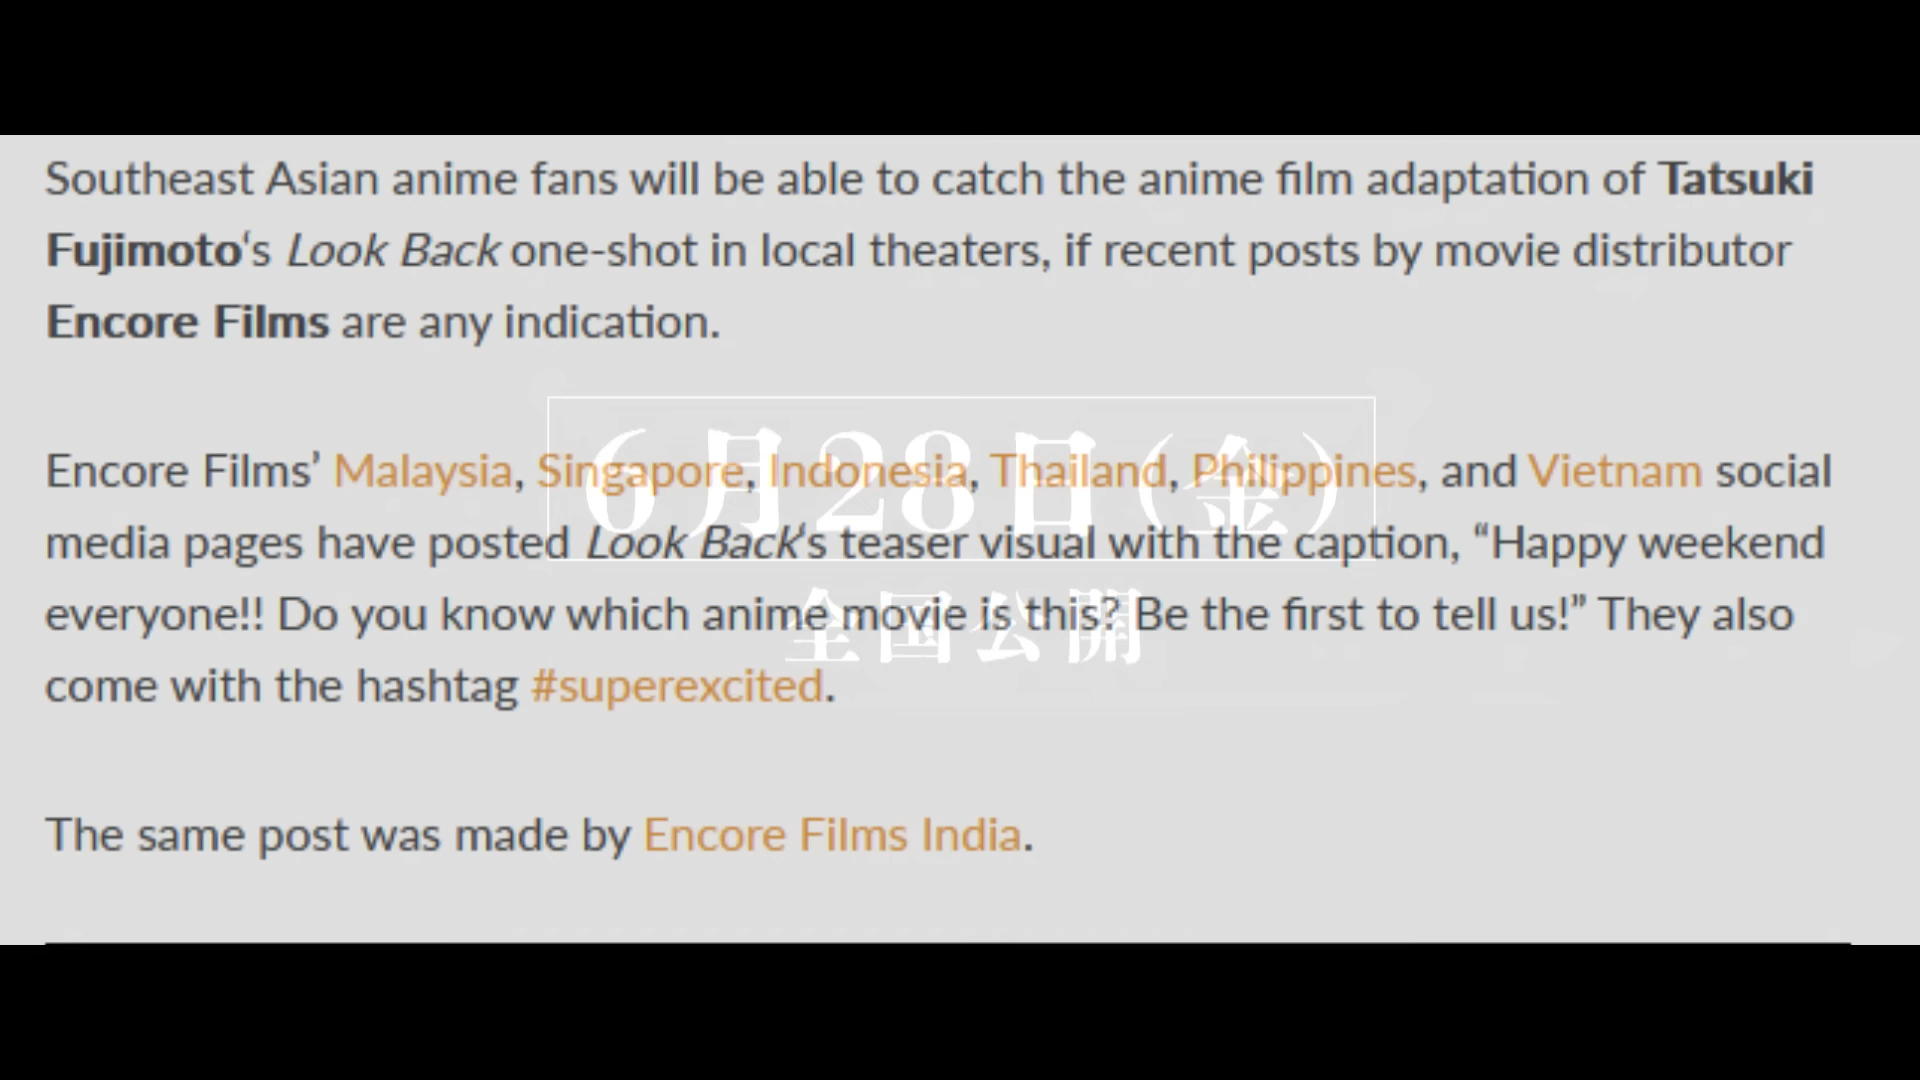 Southeast Asian anime fans will be able to catch the anime film adaptation of Tatsuki
Fujimoto‘s Look Back one-shot in local theaters, if recent posts by movie distributor
Encore Films are any indication.
Encore Films’ Malaysia, Singapore, Indonesia, Thailand, Philippines, and Vietnam social
media pages have posted Look Back‘s teaser visual with the caption, “Happy weekend
everyone!! Do you know which anime movie is this? Be the first to tell us!” They also
come with the hashtag #superexcited.
The same post was made by Encore Films India.
6月28日(金)
全国公開